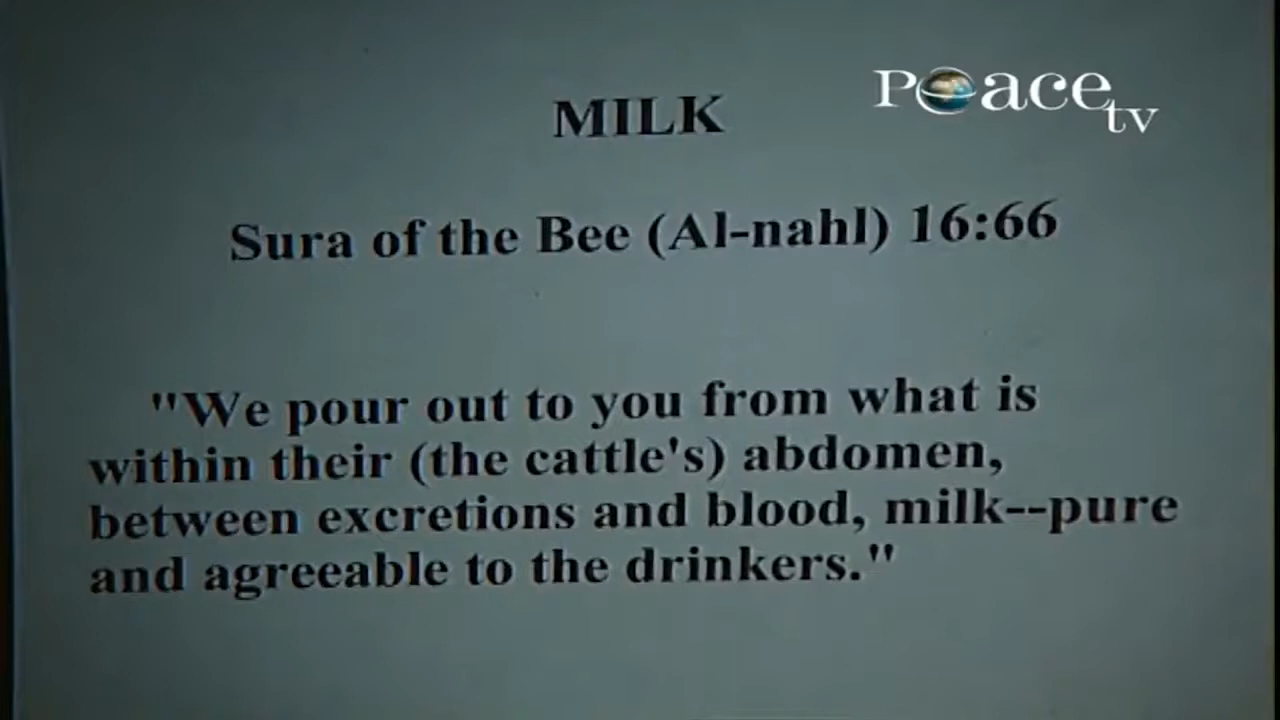 Peace tv
MILK
Sura of the Bee (Al-nahl) 16:66
"We pour out to you from what is
within their (the cattle's) abdomen,
between excretions and blood, milk--pure
and agreeable to the drinkers."